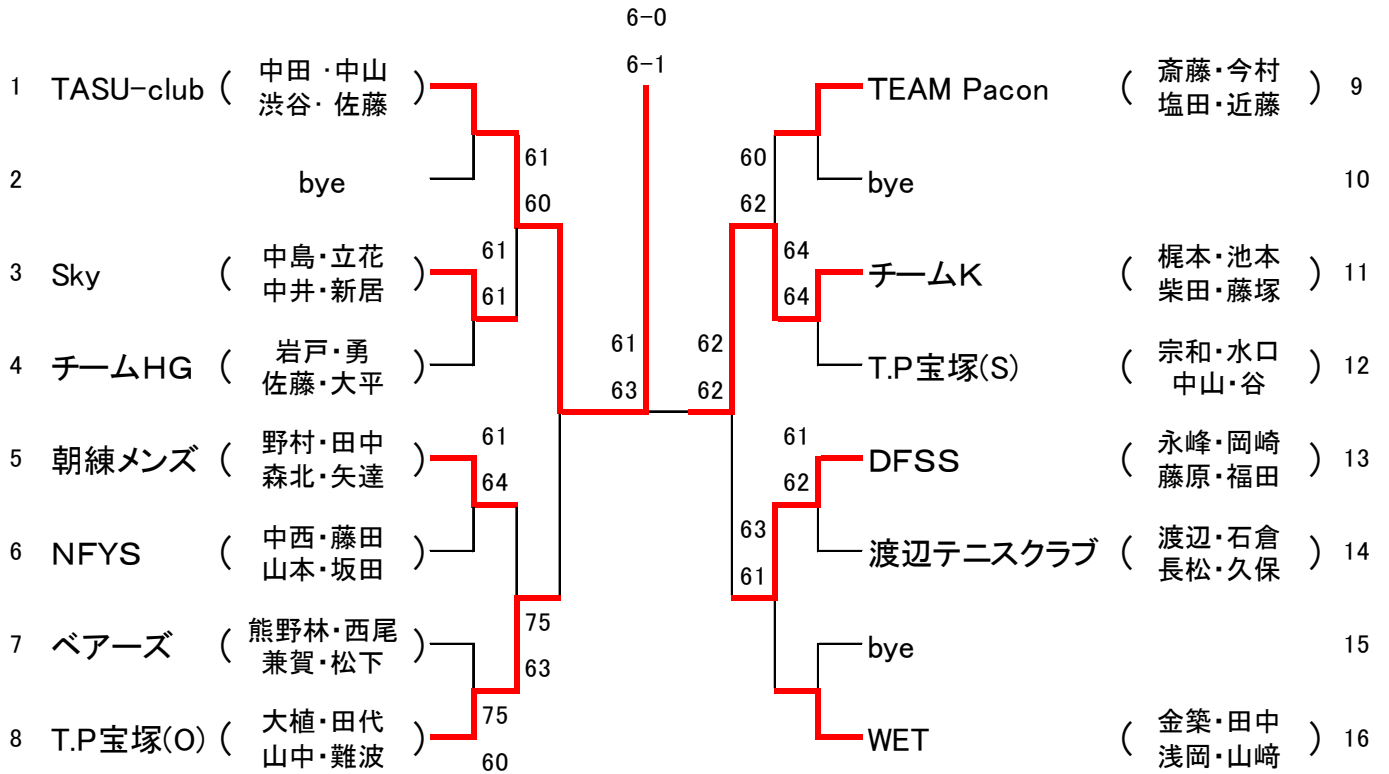 6-0
6-1
1 TASU-club ( 中田 ・中山 )
渋谷・ 佐藤
2 bye
61
60
3 Sky ( 中島・立花 )
中井・新居
61
61
4 チームHG ( 岩戸・勇 )
佐藤・大平
61
63
5 朝練メンズ ( 野村・田中 )
森北・矢達
61
64
6 NFYS ( 中西・藤田 )
山本・坂田
7 ベアーズ ( 熊野林・西尾 )
兼賀・松下
75
63
8 T.P宝塚(O) ( 大植・田代 )
山中・難波
75
60
TEAM Pacon ( 斎藤・今村 ) 9
塩田・近藤
60
62
bye 10
64
64
チームK ( 梶本・池本 ) 11
柴田・藤塚
62
62
T.P宝塚(S) ( 宗和・水口 ) 12
中山・谷
61
62
DFSS ( 永峰・岡崎 ) 13
藤原・福田
63
61
渡辺テニスクラブ ( 渡辺・石倉 ) 14
長松・久保
bye 15
WET ( 金築・田中 ) 16
浅岡・山﨑